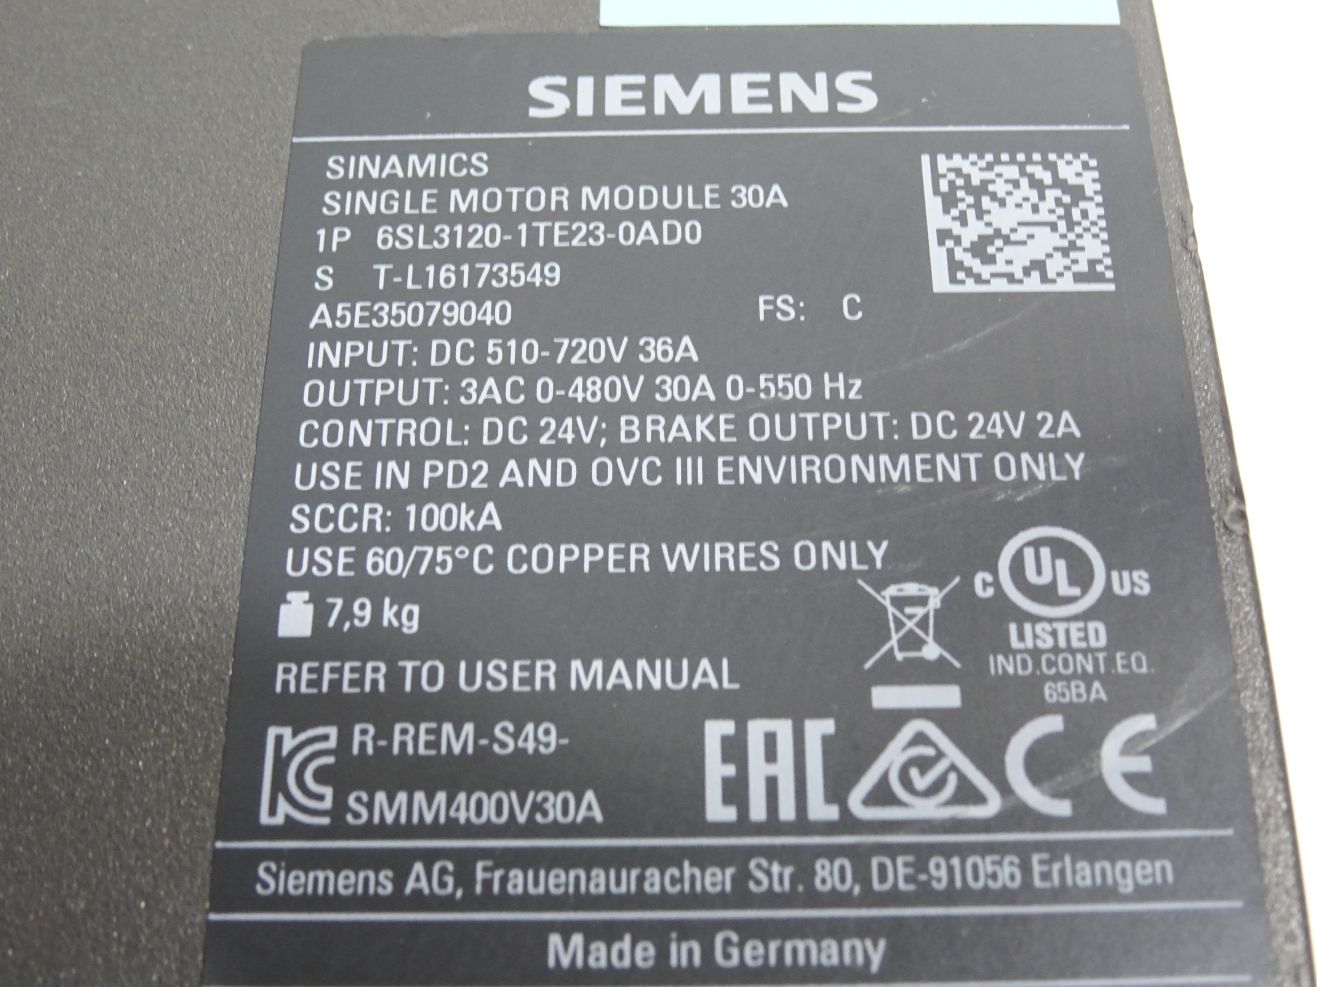 SIEMENS
SINAMICS
SINGLE MOTOR MODULE 30A
1P 6SL3120-1TE23-0AD0
S T-L16173549
A5E35079040 FS: C
INPUT: DC 510-720V 36A
OUTPUT: 3AC 0-480V 30A 0-550 Hz
CONTROL: DC 24V; BRAKE OUTPUT: DC 24V 2A
USE IN PD2 AND OVC III ENVIRONMENT ONLY
SCCR: 100kA
USE 60/75°C COPPER WIRES ONLY
7,9 kg
C UL US
LISTED
IND.CONT.EQ.
65BA
REFER TO USER MANUAL
R-REM-S49-
SMM400V30A
EAC CE
Siemens AG, Frauenauracher Str. 80, DE-91056 Erlangen
Made in Germany